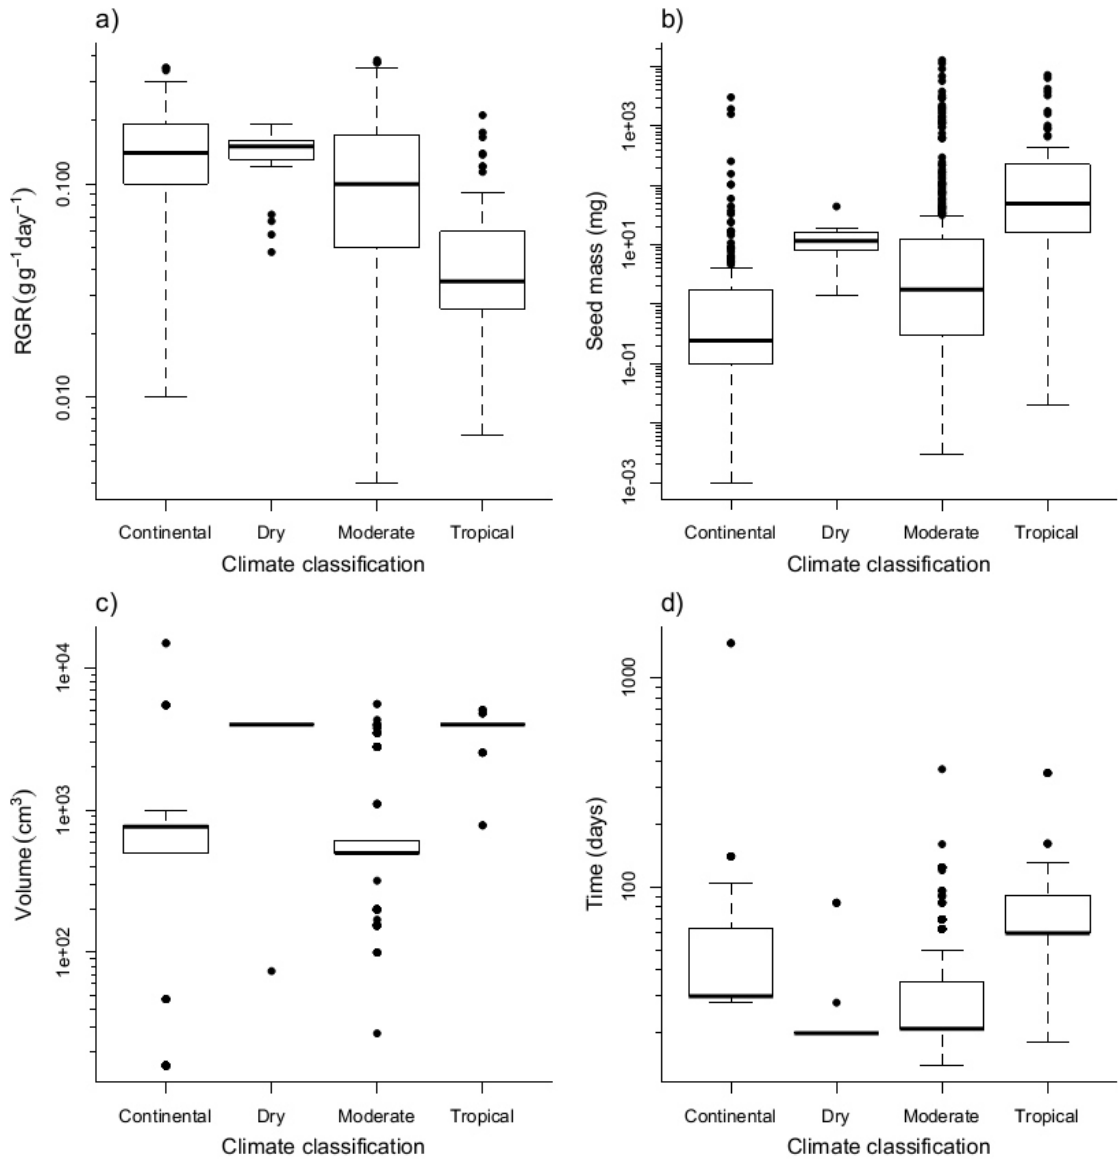 a)
RGR (g g⁻¹ day⁻¹)
0.100
0.010
Continental Dry Moderate Tropical
Climate classification
b)
Seed mass (mg)
1e+03
1e+01
1e-01
1e-03
Continental Dry Moderate Tropical
Climate classification
c)
Volume (cm³)
1e+04
1e+03
1e+02
Continental Dry Moderate Tropical
Climate classification
d)
Time (days)
1000
100
Continental Dry Moderate Tropical
Climate classification